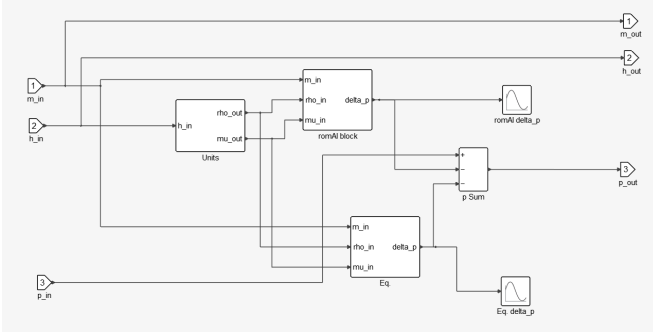 1
m_out
2
h_out
1
m_in
2
h_in
h_in
rho_out
mu_out
Units
m_in
rho_in
mu_in
delta_p
romAI block
romAI delta_p
+
−
−
p Sum
3
p_out
m_in
rho_in
mu_in
delta_p
Eq.
3
p_in
Eq. delta_p